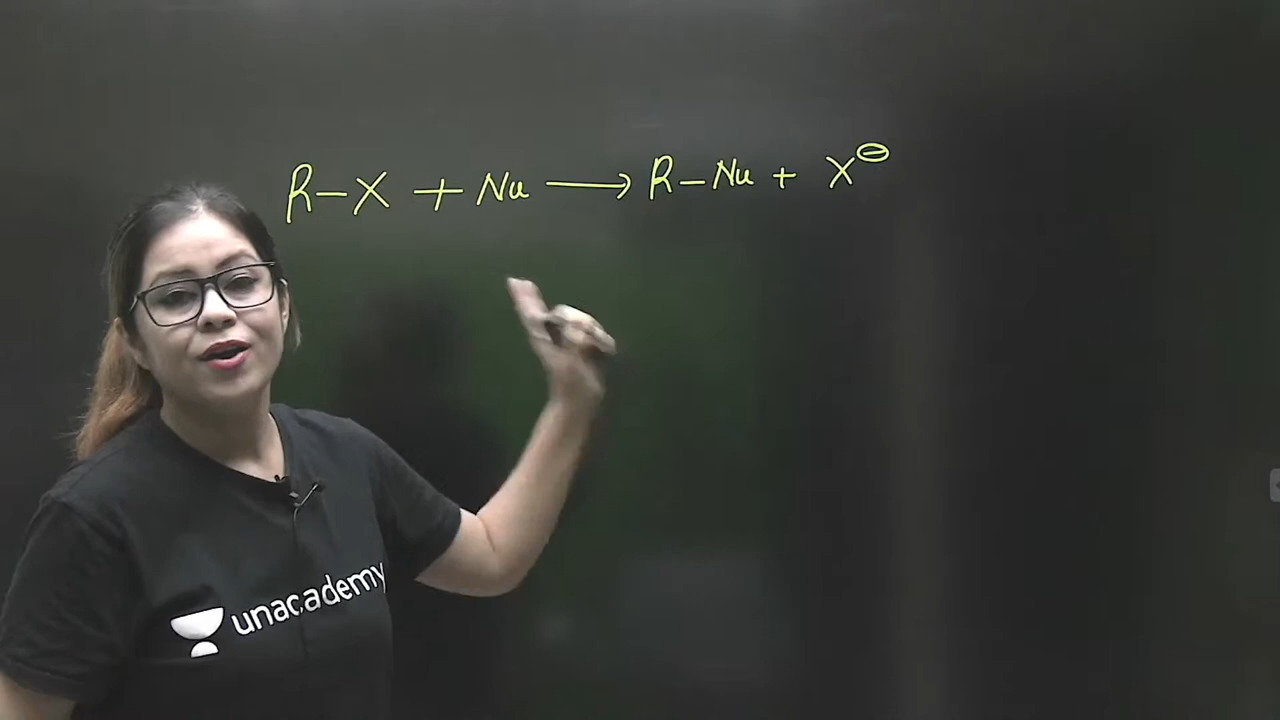 R-X + Nu ⟶ R-Nu + X⊖
unacademy